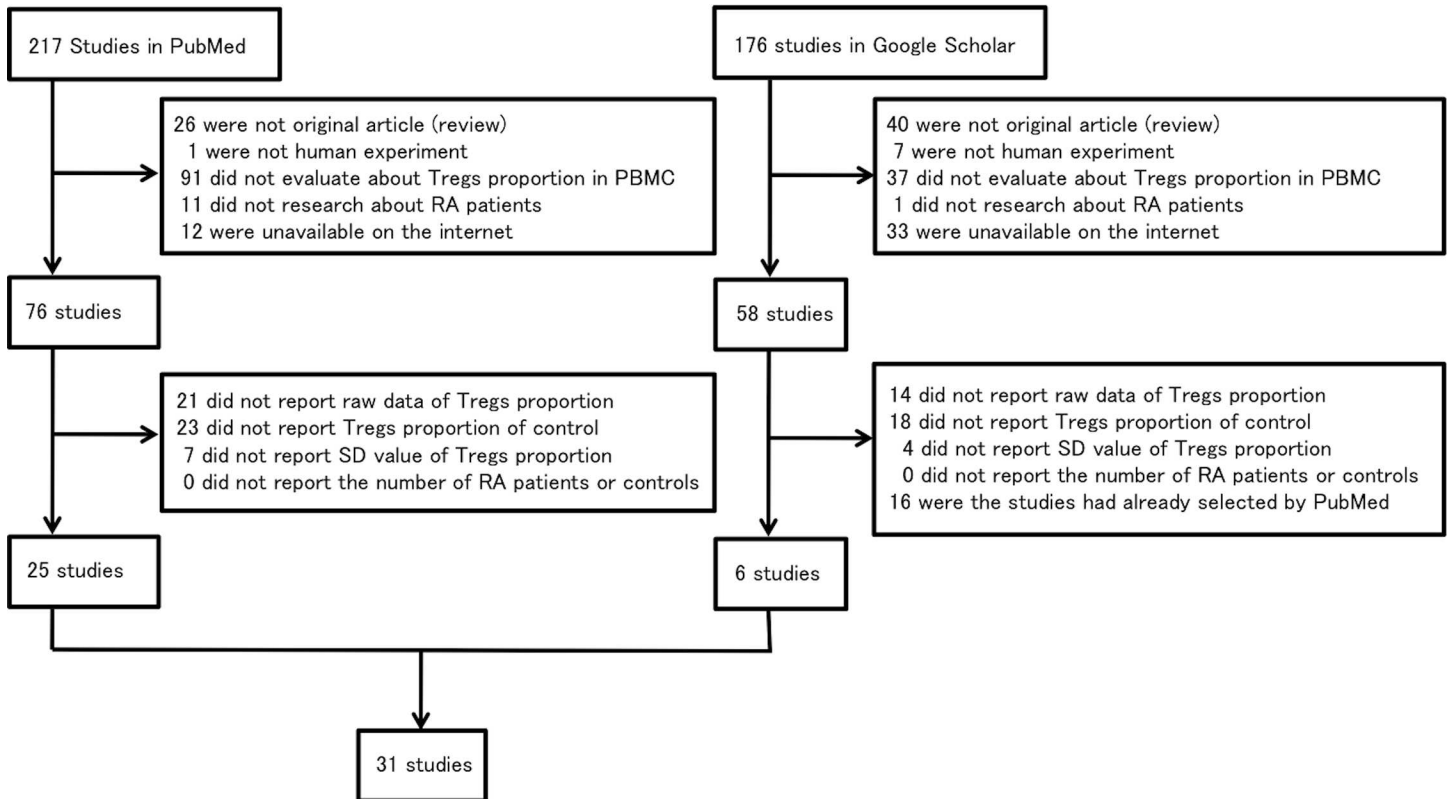 217 Studies in PubMed
176 studies in Google Scholar
26 were not original article (review)
1 were not human experiment
91 did not evaluate about Tregs proportion in PBMC
11 did not research about RA patients
12 were unavailable on the internet
40 were not original article (review)
7 were not human experiment
37 did not evaluate about Tregs proportion in PBMC
1 did not research about RA patients
33 were unavailable on the internet
76 studies
58 studies
21 did not report raw data of Tregs proportion
23 did not report Tregs proportion of control
7 did not report SD value of Tregs proportion
0 did not report the number of RA patients or controls
14 did not report raw data of Tregs proportion
18 did not report Tregs proportion of control
4 did not report SD value of Tregs proportion
0 did not report the number of RA patients or controls
16 were the studies had already selected by PubMed
25 studies
6 studies
31 studies